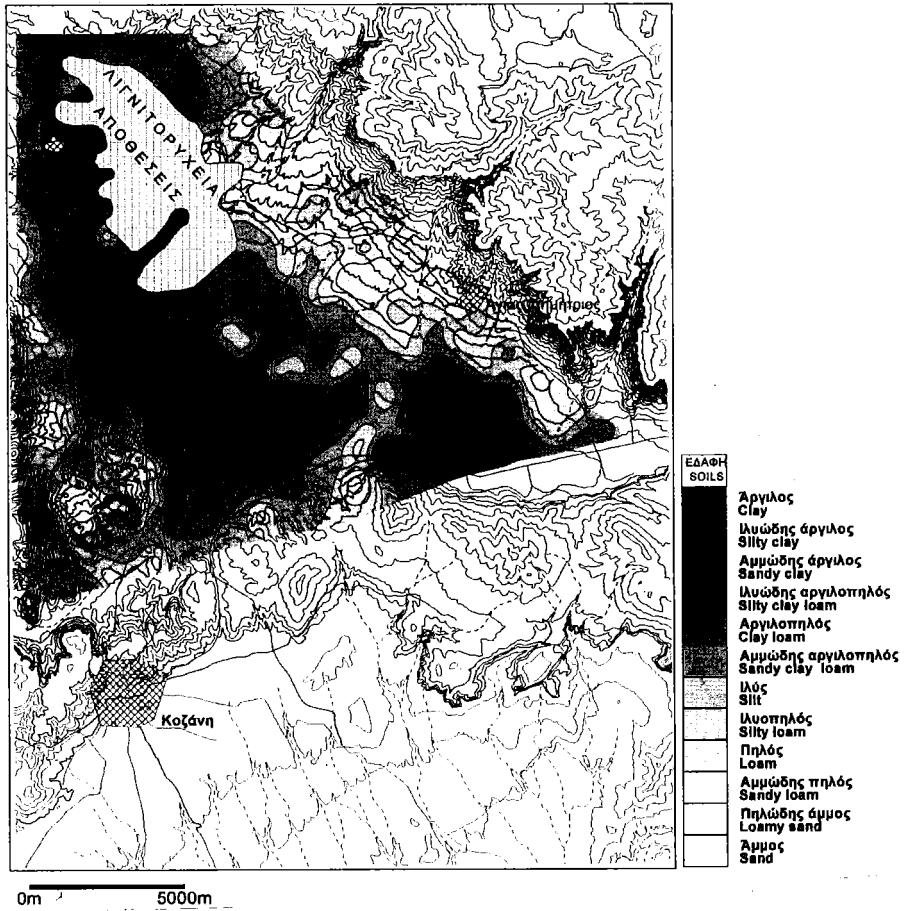 ΛΙΓΝΙΤΟΡΥΧΕΙΑ
ΑΠΟΘΕΣΕΙΣ
Κοζάνη
ΕΔΑΦΗ
SOILS
Άργιλος
Clay
Ιλυώδης άργιλος
Silty clay
Αμμώδης άργιλος
Sandy clay
Ιλυώδης αργιλοπηλός
Silty clay loam
Αργιλοπηλός
Clay loam
Αμμώδης αργιλοπηλός
Sandy clay loam
Ιλύς
Silt
Ιλυοπηλός
Silty loam
Πηλός
Loam
Αμμώδης πηλός
Sandy loam
Πηλώδης άμμος
Loamy sand
Άμμος
Sand
0m 5000m